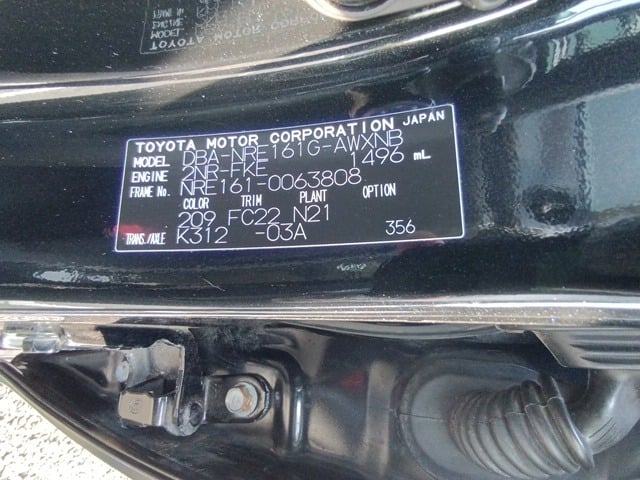 TOYOTA MOTOR CORPORATION JAPAN
MODEL DBA-NRE161G-AWXNB
ENGINE 2NR-FKE 1496 mL
FRAME No. NRE161-0063808
COLOR TRIM PLANT OPTION
209 FC22 N21
TRANS./AXLE K312 -03A 356